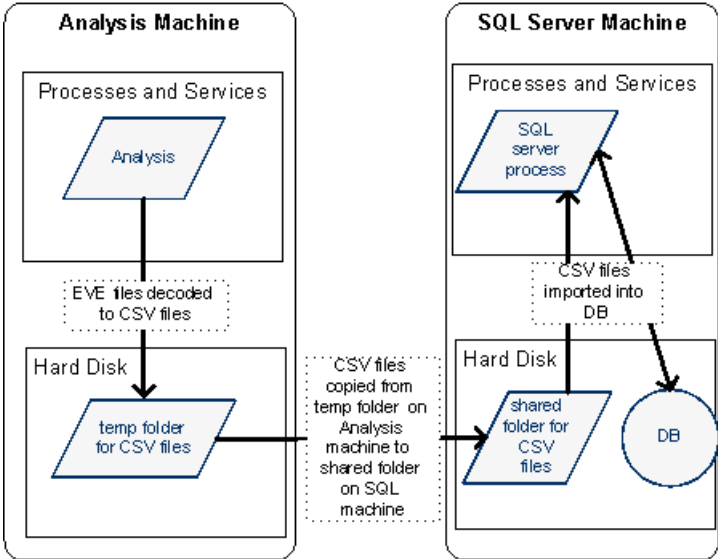 Analysis Machine
Processes and Services
Analysis
EVE files decoded
to CSV files
Hard Disk
temp folder
for CSV files
CSV files
copied from
temp folder on
Analysis
machine to
shared folder
on SQL
machine
SQL Server Machine
Processes and Services
SQL
server
process
CSV files
imported into
DB
Hard Disk
shared
folder for
CSV
files
DB